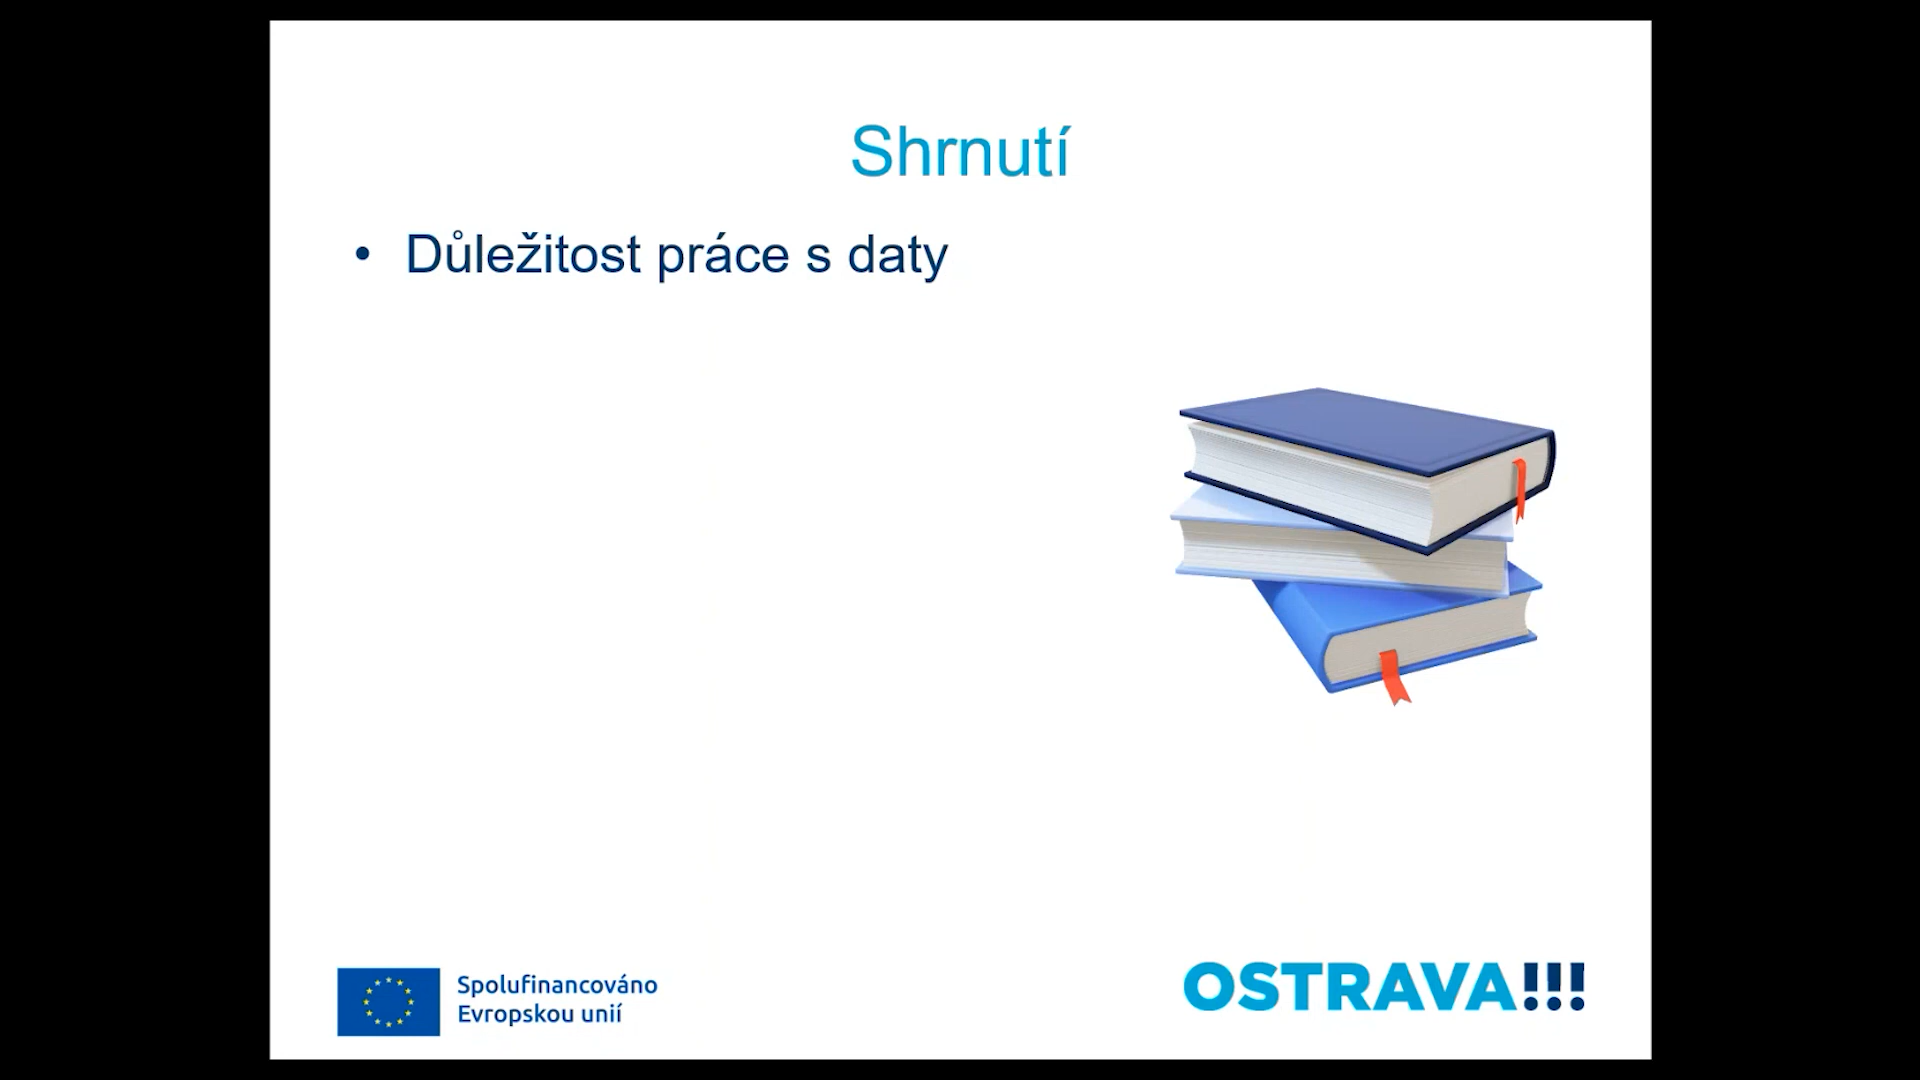 Shrnutí
• Důležitost práce s daty
Spolufinancováno
Evropskou unií
OSTRAVA!!!